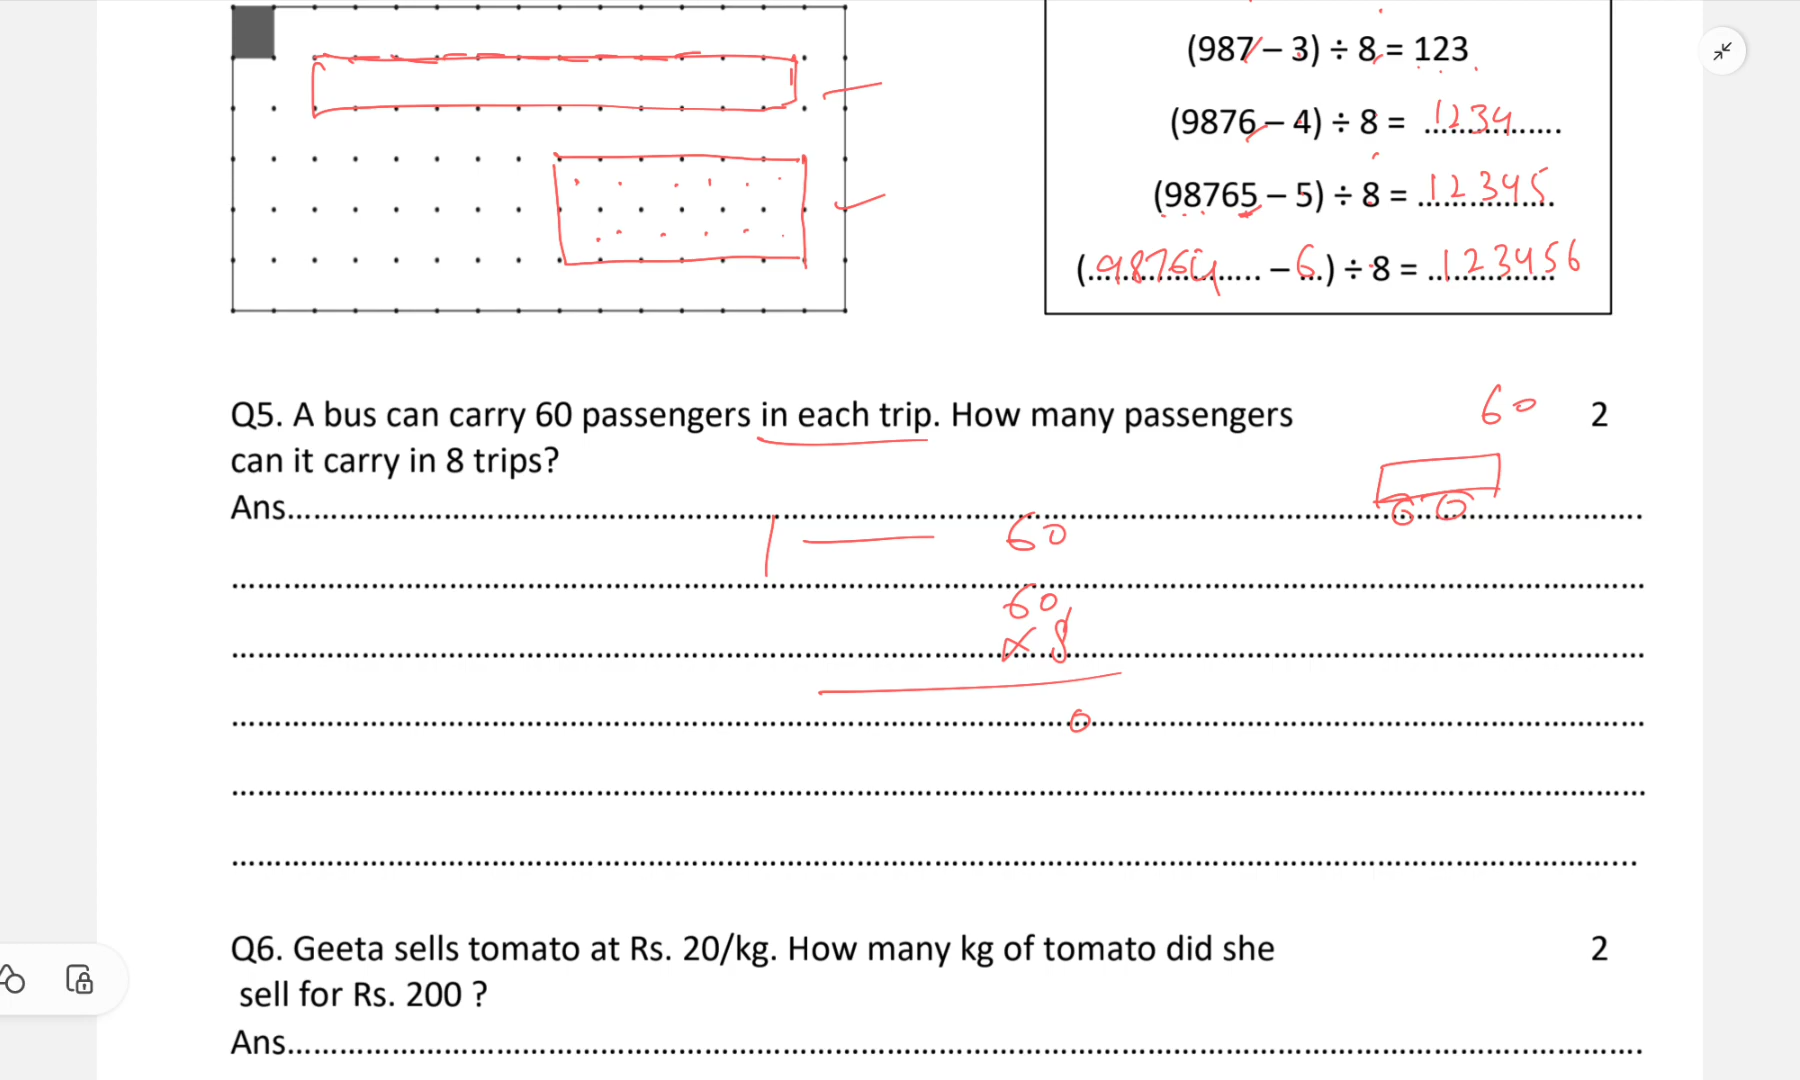 (987 – 3) ÷ 8 = 123
(9876 – 4) ÷ 8 = 1234
(98765 – 5) ÷ 8 = 12345
(987654 – 6) ÷ 8 = 123456
Q5. A bus can carry 60 passengers in each trip. How many passengers 60 2
can it carry in 8 trips?
Ans.
1 — 60
60
× 8
0
Q6. Geeta sells tomato at Rs. 20/kg. How many kg of tomato did she 2
sell for Rs. 200 ?
Ans.